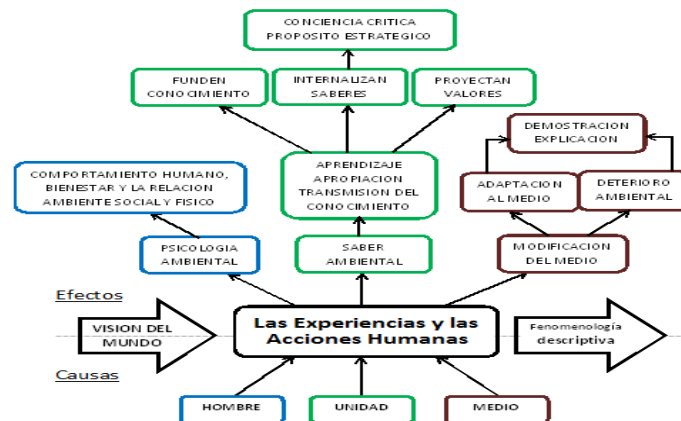 CONCIENCIA CRITICA
PROPOSITO ESTRATEGICO
FUNDEN
CONOCIMIENTO
INTERNALIZAN
SABERES
PROYECTAN
VALORES
DEMOSTRACION
EXPLICACION
COMPORTAMIENTO HUMANO,
BIENESTAR Y LA RELACION
AMBIENTE SOCIAL Y FISICO
APRENDIZAJE
APROPIACION
TRANSMISION DEL
CONOCIMIENTO
ADAPTACION
AL MEDIO
DETERIORO
AMBIENTAL
PSICOLOGIA
AMBIENTAL
SABER
AMBIENTAL
MODIFICACION
DEL MEDIO
Efectos
VISION DEL
MUNDO
Las Experiencias y las
Acciones Humanas
Fenomenología
descriptiva
Causas
HOMBRE
UNIDAD
MEDIO